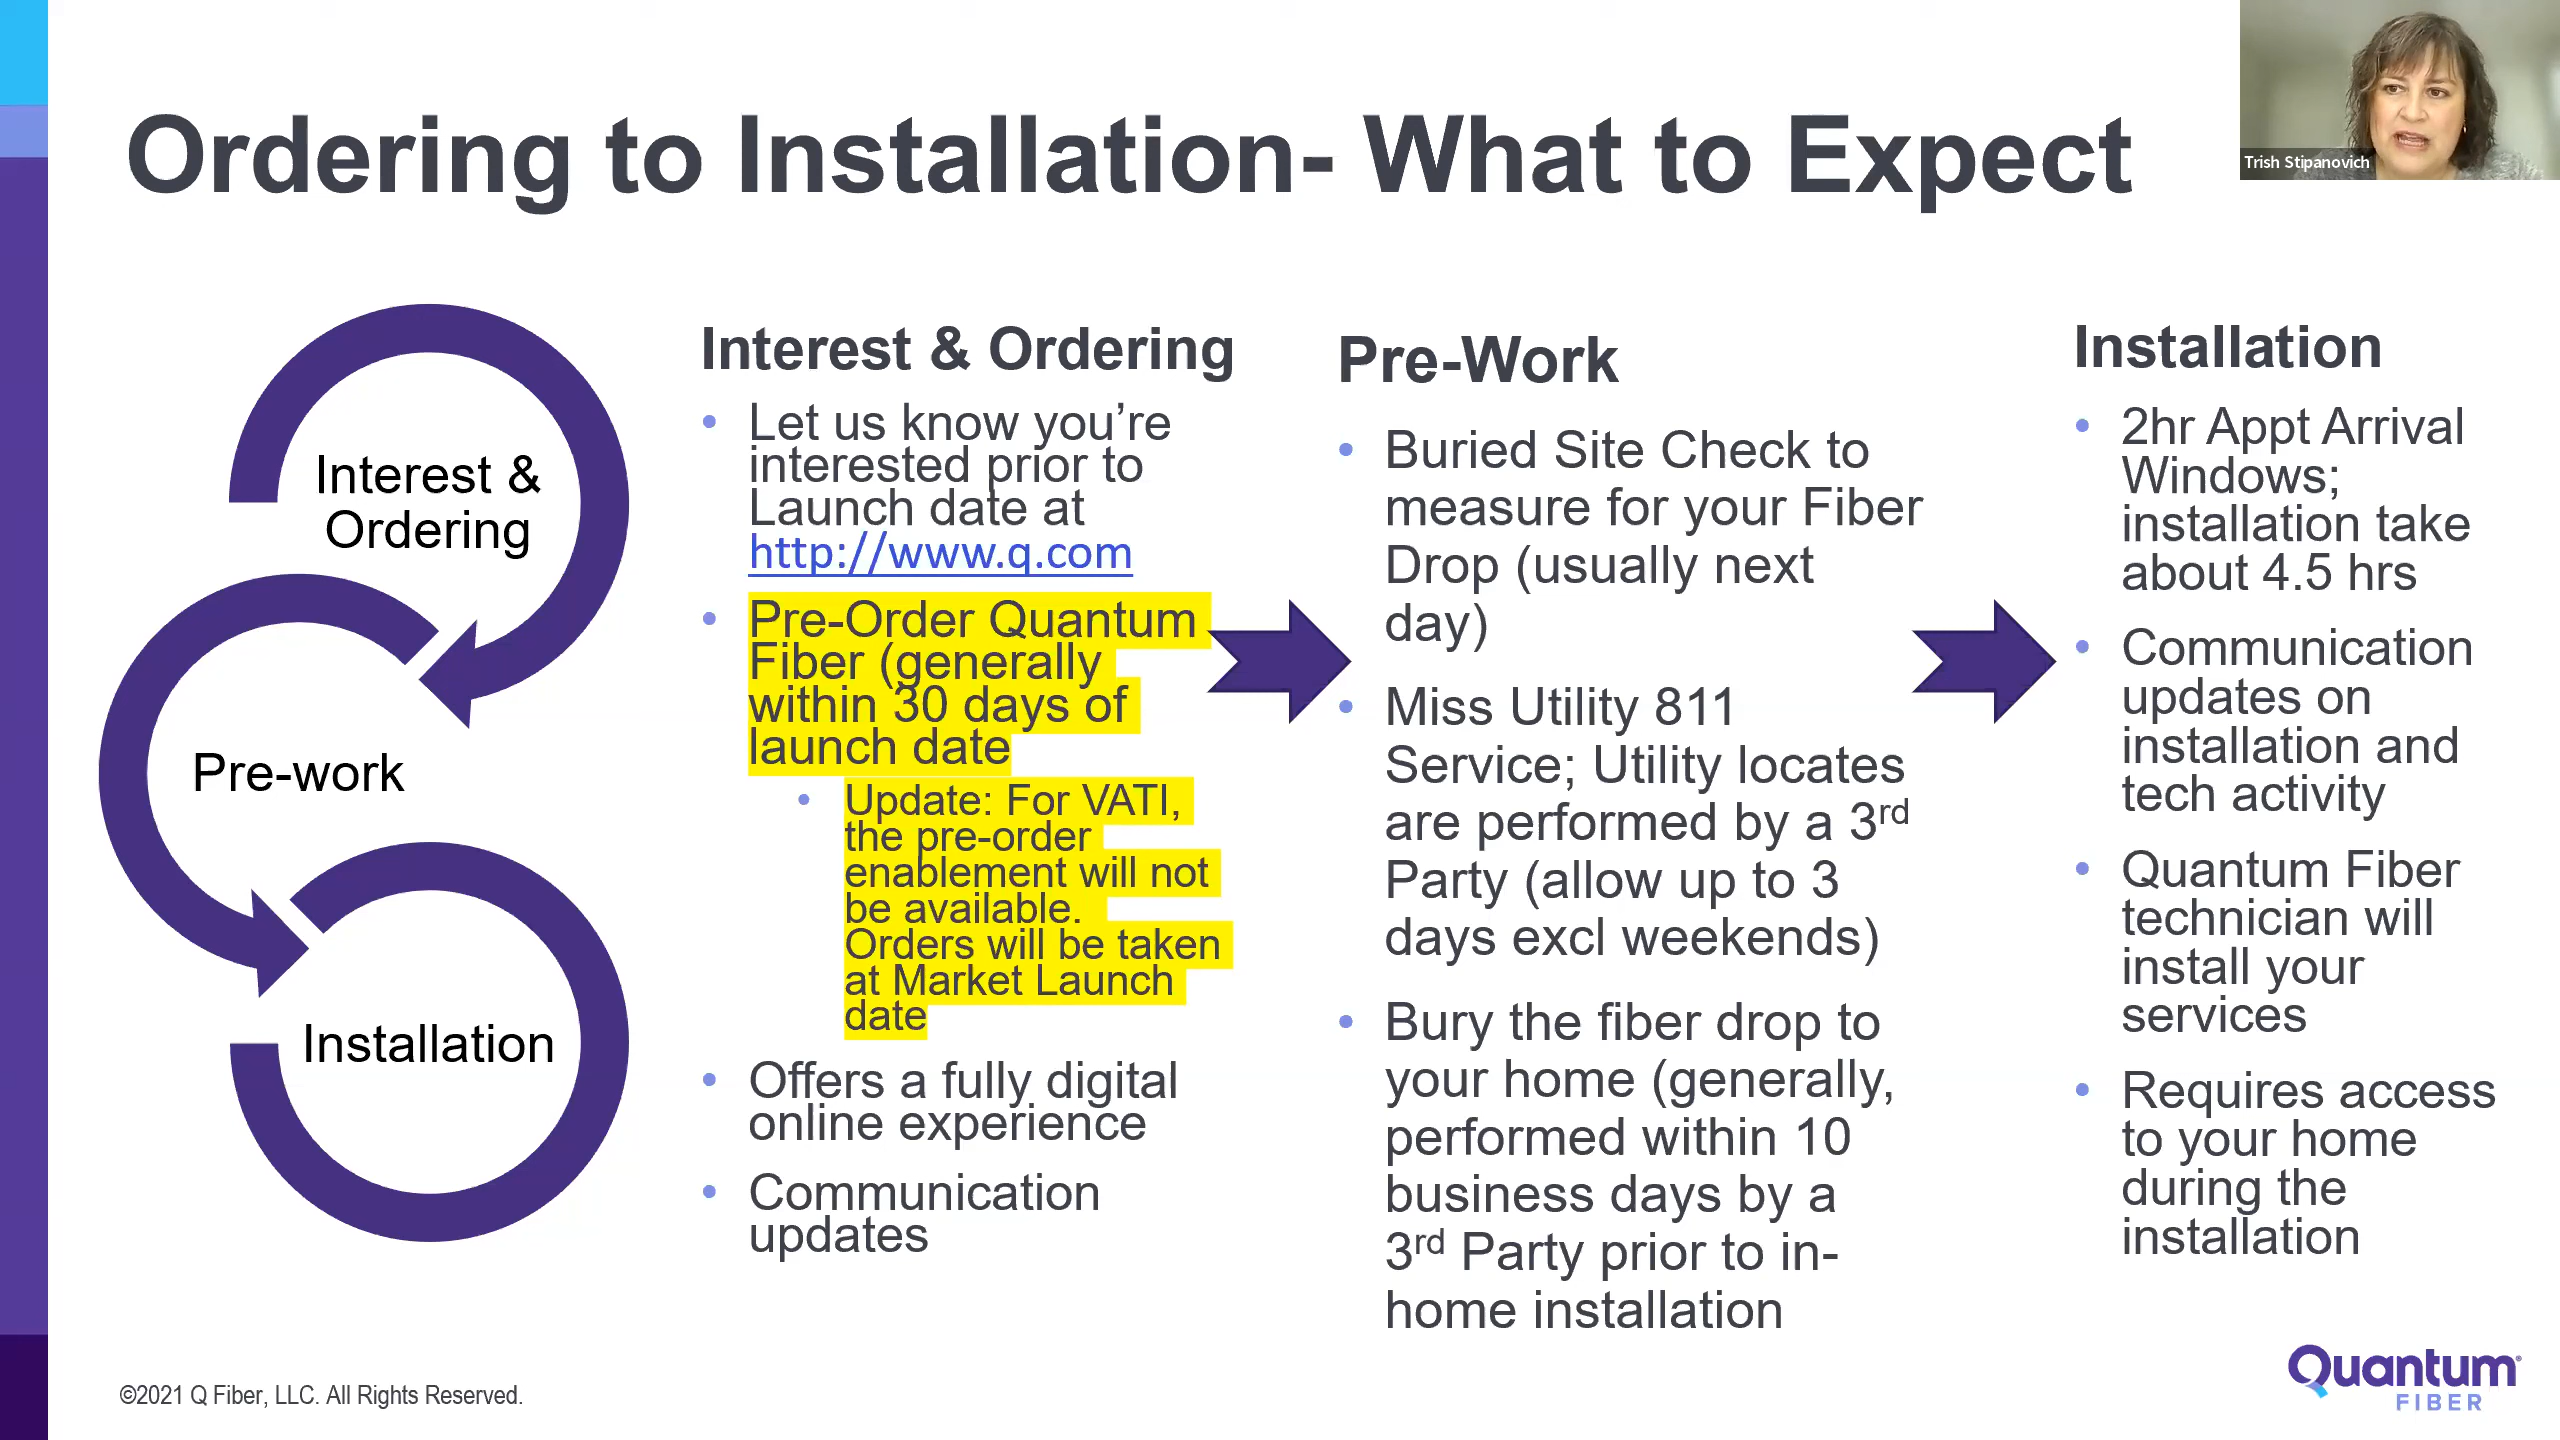 Ordering to Installation- What to Expect
Trish Stipanovich
Interest &
Ordering
Pre-work
Installation
Interest & Ordering
• Let us know you’re
interested prior to
Launch date at
http://www.q.com
• Pre-Order Quantum
Fiber (generally
within 30 days of
launch date
• Update: For VATI,
the pre-order
enablement will not
be available.
Orders will be taken
at Market Launch
date
• Offers a fully digital
online experience
• Communication
updates
Pre-Work
• Buried Site Check to
measure for your Fiber
Drop (usually next
day)
• Miss Utility 811
Service; Utility locates
are performed by a 3rd
Party (allow up to 3
days excl weekends)
• Bury the fiber drop to
your home (generally,
performed within 10
business days by a
3rd Party prior to in-
home installation
Installation
• 2hr Appt Arrival
Windows;
installation take
about 4.5 hrs
• Communication
updates on
installation and
tech activity
• Quantum Fiber
technician will
install your
services
• Requires access
to your home
during the
installation
©2021 Q Fiber, LLC. All Rights Reserved.
Quantum®
FIBER